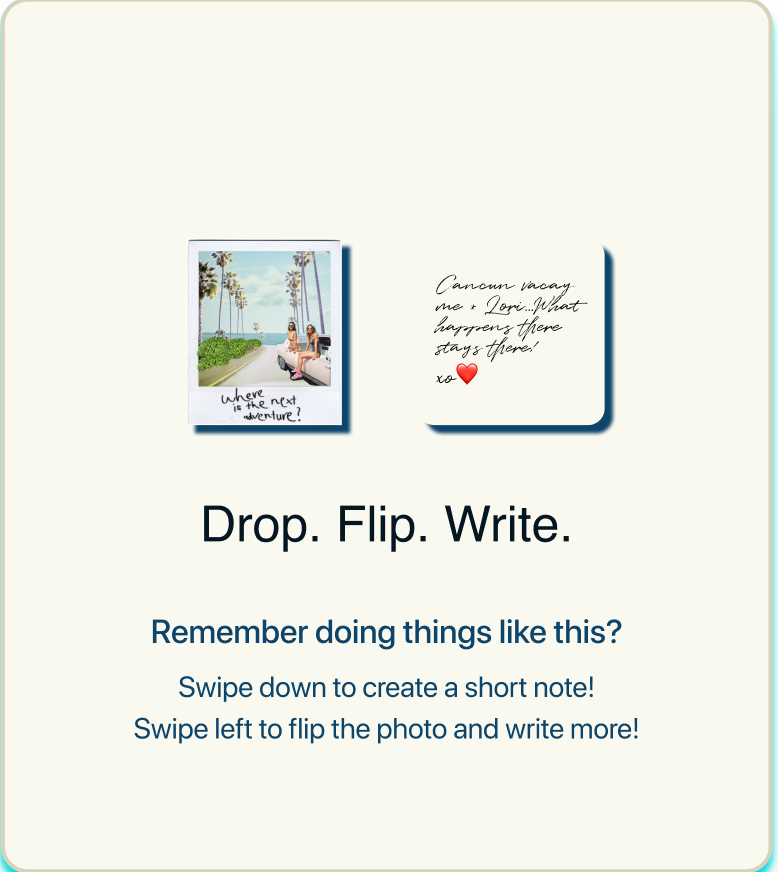 Where
is the next
adventure?
Cancun vacay
me + Lori...What
happens there
stays there!
xo❤️
Drop. Flip. Write.
Remember doing things like this?
Swipe down to create a short note!
Swipe left to flip the photo and write more!